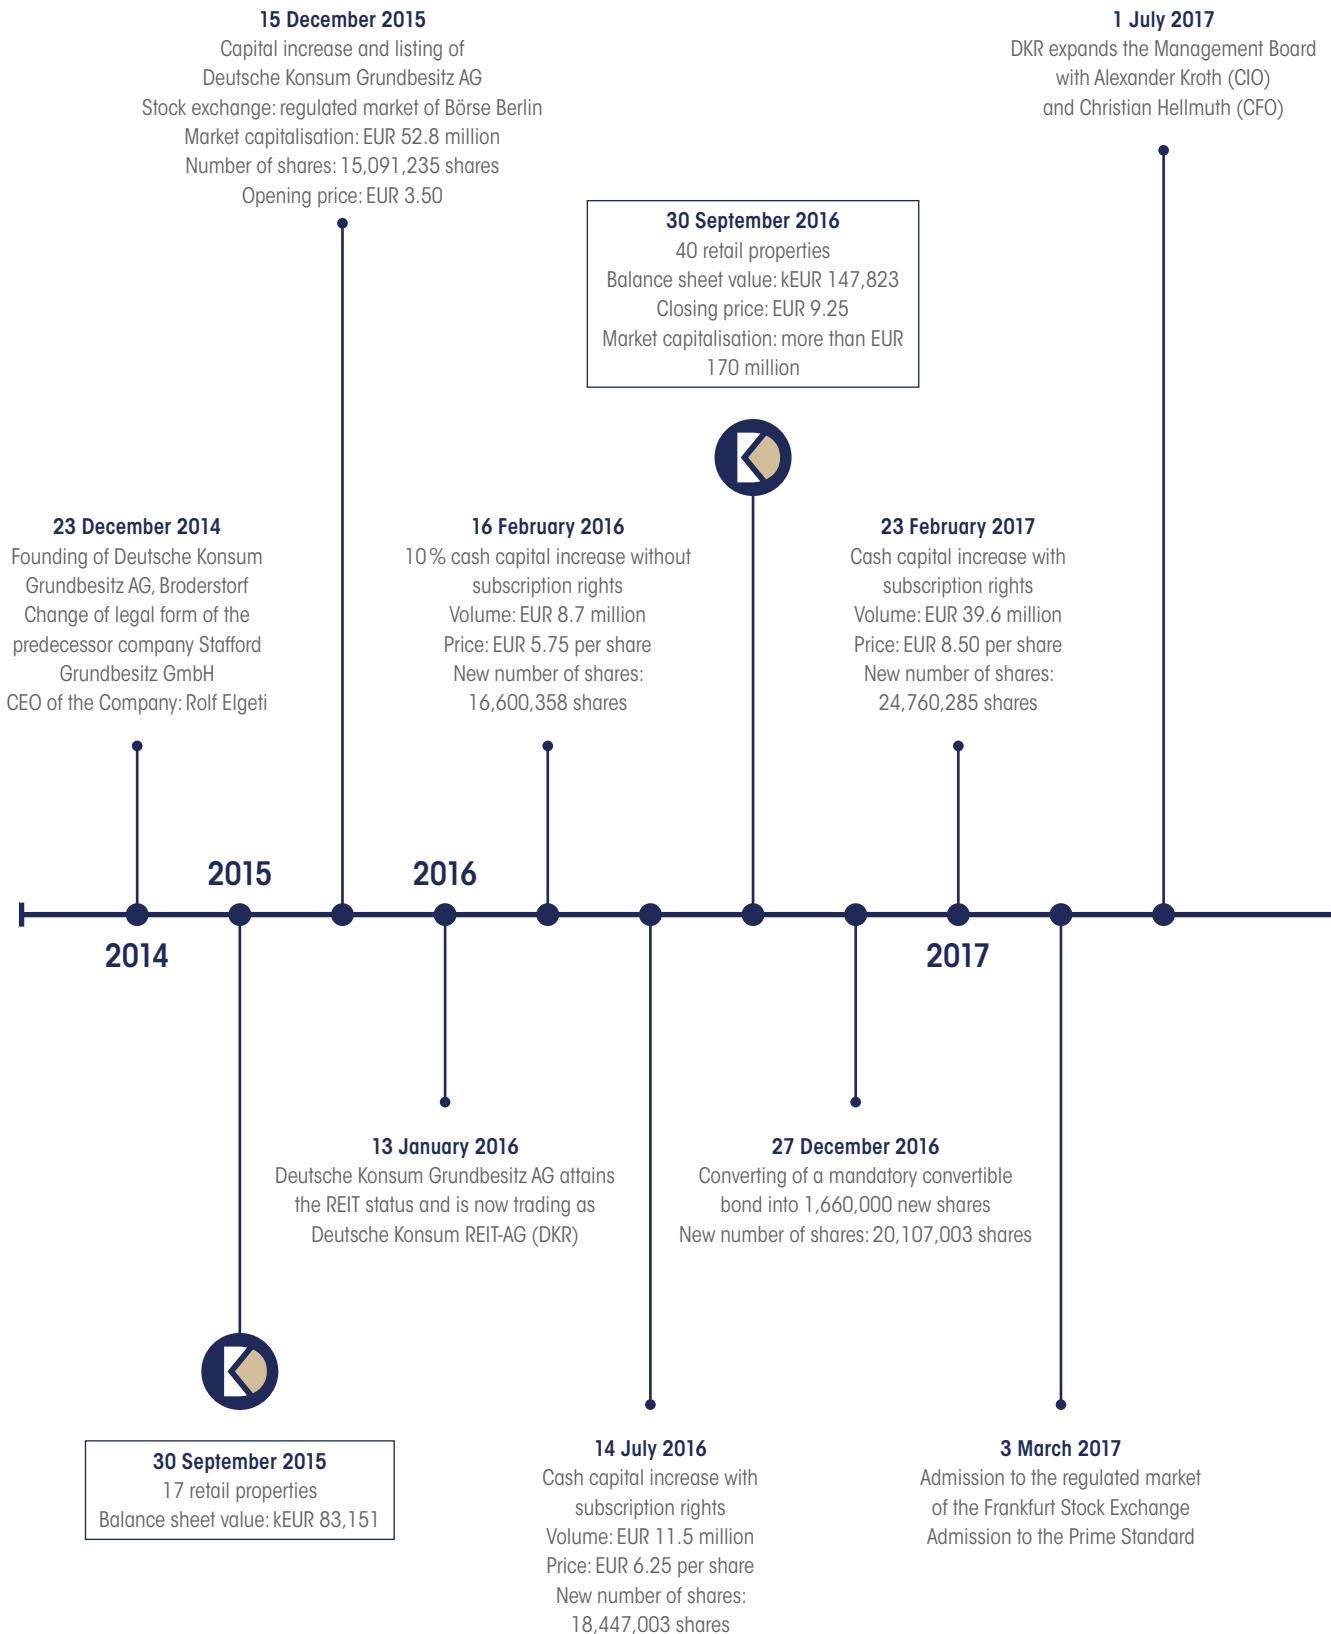 15 December 2015
Capital increase and listing of
Deutsche Konsum Grundbesitz AG
Stock exchange: regulated market of Börse Berlin
Market capitalisation: EUR 52.8 million
Number of shares: 15,091,235 shares
Opening price: EUR 3.50
1 July 2017
DKR expands the Management Board
with Alexander Kroth (CIO)
and Christian Hellmuth (CFO)
30 September 2016
40 retail properties
Balance sheet value: kEUR 147,823
Closing price: EUR 9.25
Market capitalisation: more than EUR
170 million
23 December 2014
Founding of Deutsche Konsum
Grundbesitz AG, Broderstorf
Change of legal form of the
predecessor company Stafford
Grundbesitz GmbH
CEO of the Company: Rolf Elgeti
16 February 2016
10 % cash capital increase without
subscription rights
Volume: EUR 8.7 million
Price: EUR 5.75 per share
New number of shares:
16,600,358 shares
23 February 2017
Cash capital increase with
subscription rights
Volume: EUR 39.6 million
Price: EUR 8.50 per share
New number of shares:
24,760,285 shares
2015
2016
2014
2017
13 January 2016
Deutsche Konsum Grundbesitz AG attains
the REIT status and is now trading as
Deutsche Konsum REIT-AG (DKR)
27 December 2016
Converting of a mandatory convertible
bond into 1,660,000 new shares
New number of shares: 20,107,003 shares
30 September 2015
17 retail properties
Balance sheet value: kEUR 83,151
14 July 2016
Cash capital increase with
subscription rights
Volume: EUR 11.5 million
Price: EUR 6.25 per share
New number of shares:
18,447,003 shares
3 March 2017
Admission to the regulated market
of the Frankfurt Stock Exchange
Admission to the Prime Standard